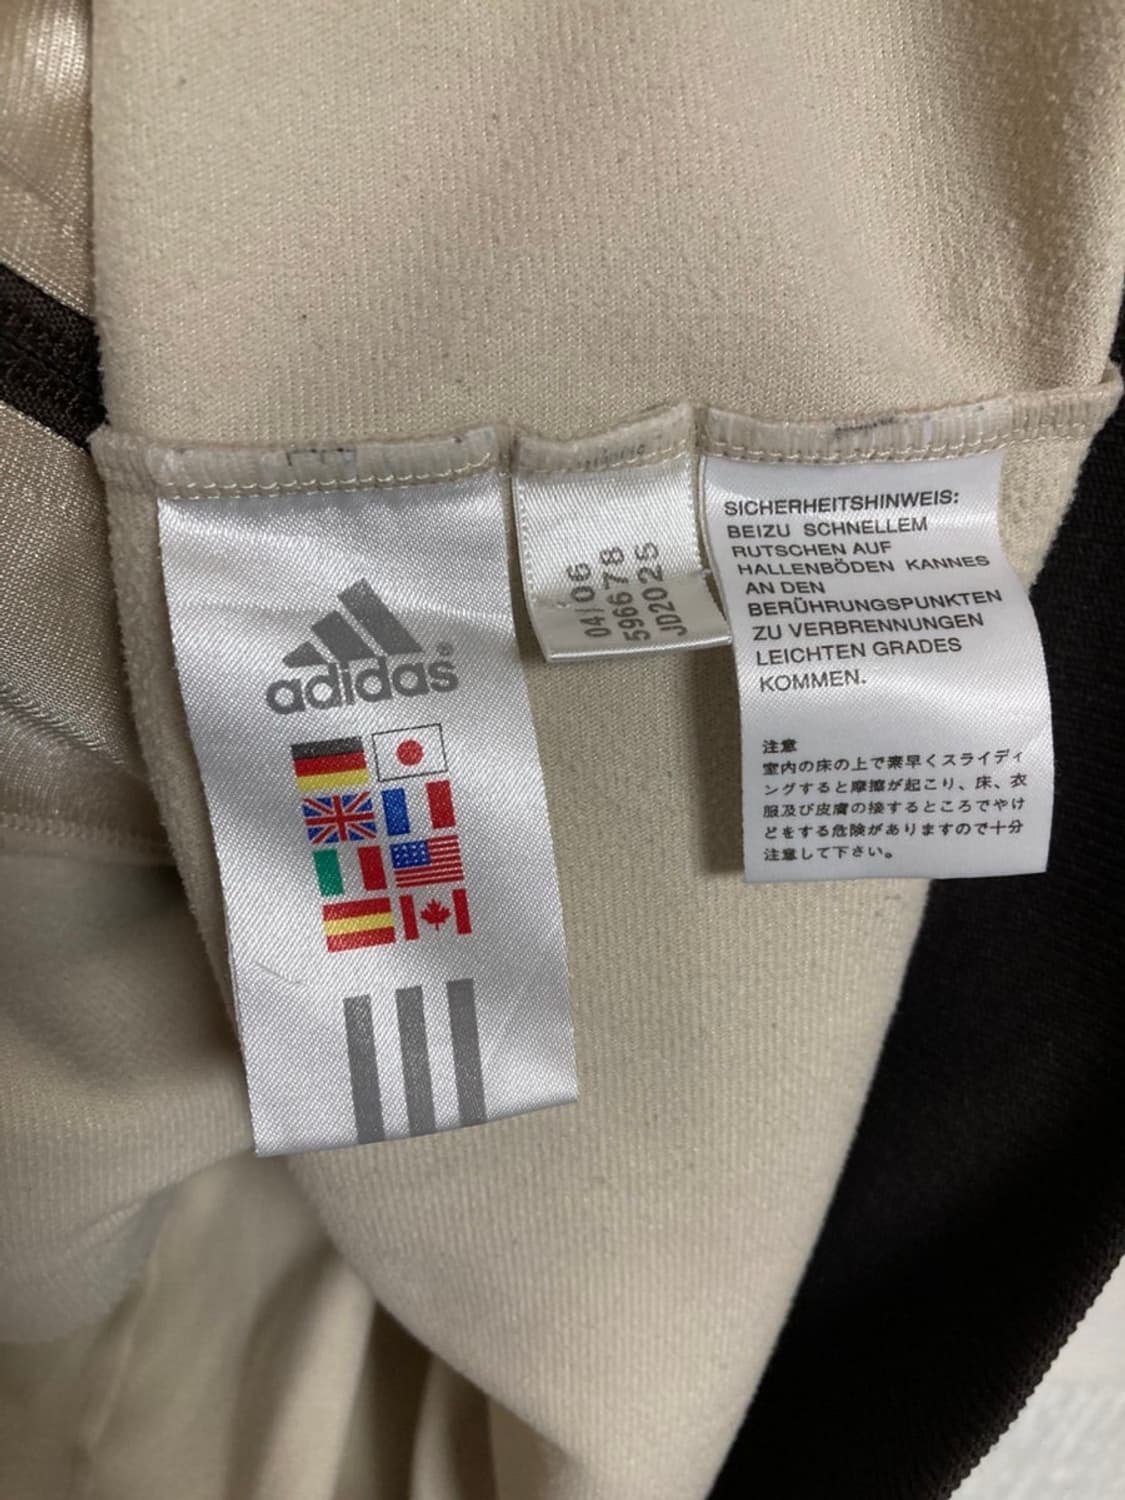 adidas®
04/06
596678
JD2025
SICHERHEITSHINWEIS:
BEIZU SCHNELLEM
RUTSCHEN AUF
HALLENBÖDEN KANNES
AN DEN
BERÜHRUNGSPUNKTEN
ZU VERBRENNUNGEN
LEICHTEN GRADES
KOMMEN.
注意
室内の床の上で素早くスライディ
ングすると摩擦が起こり、床、衣
服及び皮膚の接するところでやけ
どをする危険がありますので十分
注意して下さい。